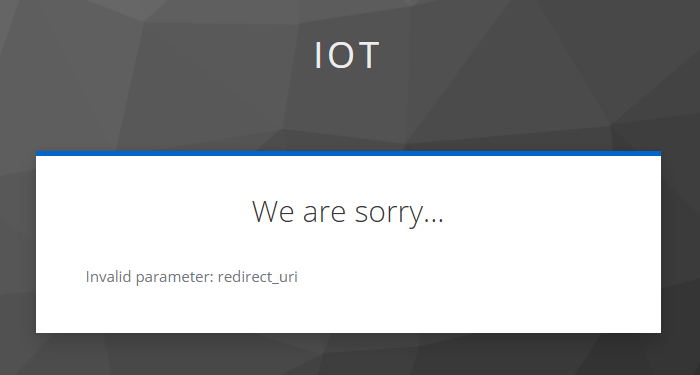 IOT
We are sorry...
Invalid parameter: redirect_uri